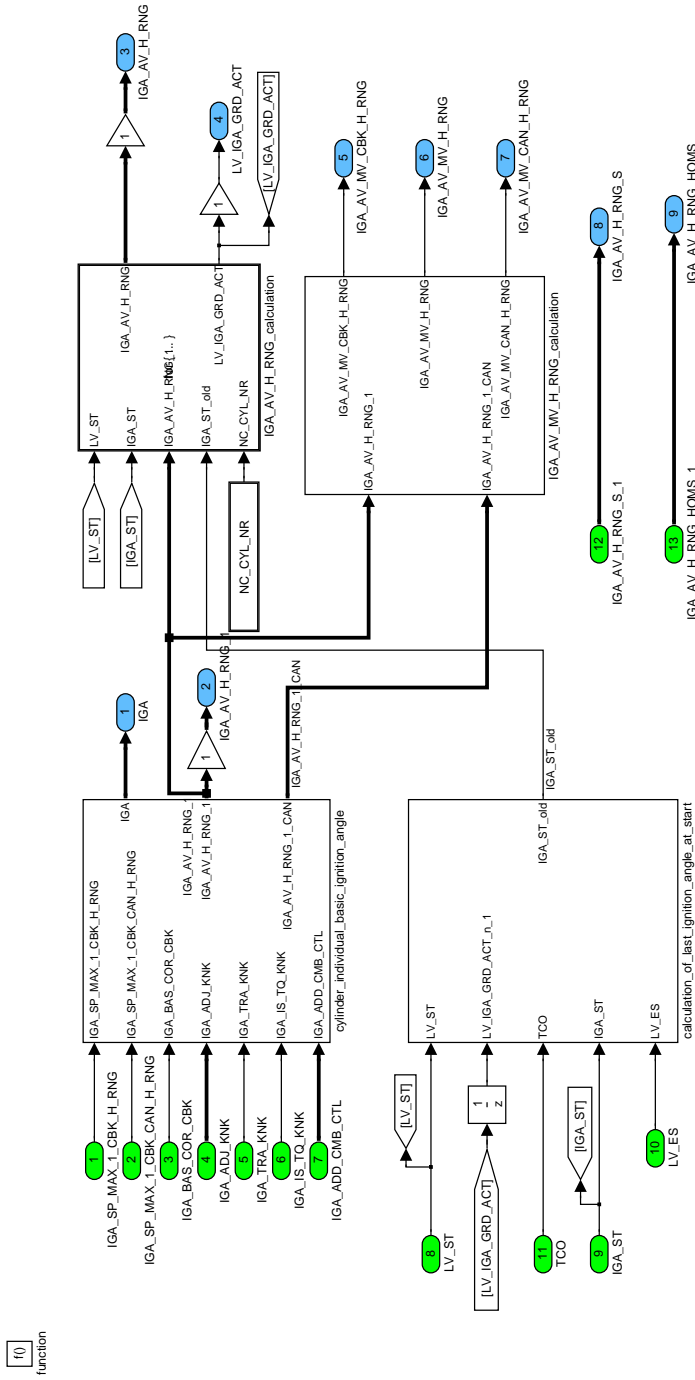 f()
function
1
IGA_SP_MAX_1_CBK_H_RNG
2
IGA_SP_MAX_1_CBK_CAN_H_RNG
3
IGA_BAS_COR_CBK
4
IGA_ADJ_KNK
5
IGA_TRA_KNK
6
IGA_IS_TQ_KNK
7
IGA_ADD_CMB_CTL
IGA_SP_MAX_1_CBK_H_RNG
IGA_SP_MAX_1_CBK_CAN_H_RNG
IGA_BAS_COR_CBK
IGA_ADJ_KNK
IGA_TRA_KNK
IGA_IS_TQ_KNK
IGA_ADD_CMB_CTL
IGA
IGA_AV_H_RNG_1
IGA_AV_H_RNG_1
IGA_AV_H_RNG_1_CAN
cylinder_individual_basic_ignition_angle
1
IGA
1
2
IGA_AV_H_RNG_1
IGA_AV_H_RNG_1_CAN
[LV_ST]
[IGA_ST]
NC_CYL_NR
LV_ST
IGA_ST
IGA_AV_H_RNG
for{1.. }
IGA_ST_old
NC_CYL_NR
IGA_AV_H_RNG
LV_IGA_GRD_ACT
IGA_AV_H_RNG_calculation
1
3
IGA_AV_H_RNG
1
4
LV_IGA_GRD_ACT
[LV_IGA_GRD_ACT]
8
LV_ST
[LV_ST]
[LV_IGA_GRD_ACT]
1
z
11
TCO
9
IGA_ST
[IGA_ST]
10
LV_ES
LV_ST
LV_IGA_GRD_ACT_n_1
TCO
IGA_ST
LV_ES
IGA_ST_old
calculation_of_last_ignition_angle_at_start
IGA_ST_old
IGA_AV_H_RNG_1
IGA_AV_H_RNG_1_CAN
IGA_AV_MV_CBK_H_RNG
IGA_AV_MV_H_RNG
IGA_AV_MV_CAN_H_RNG
IGA_AV_MV_H_RNG_calculation
5
IGA_AV_MV_CBK_H_RNG
6
IGA_AV_MV_H_RNG
7
IGA_AV_MV_CAN_H_RNG
12
IGA_AV_H_RNG_S_1
8
IGA_AV_H_RNG_S
13
IGA_AV_H_RNG_HOMS_1
9
IGA_AV_H_RNG_HOMS